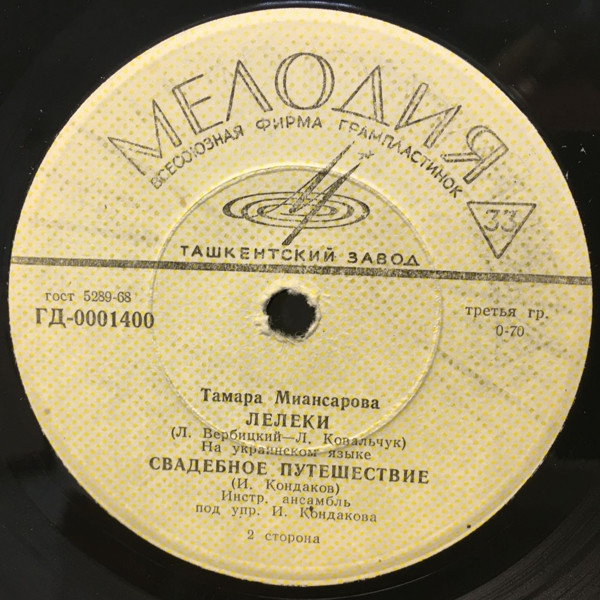 МЕЛОДИЯ
ВСЕСОЮЗНАЯ ФИРМА ГРАМПЛАСТИНОК
33
ТАШКЕНТСКИЙ ЗАВОД
гост 5289-68
ГД-0001400
третья гр.
0-70
Тамара Миансарова
ЛЕЛЕКИ
(Л. Вербицкий—Л. Ковальчук)
На украинском языке
СВАДЕБНОЕ ПУТЕШЕСТВИЕ
(И. Кондаков)
Инстр. ансамбль
под упр. И. Кондакова
2 сторона